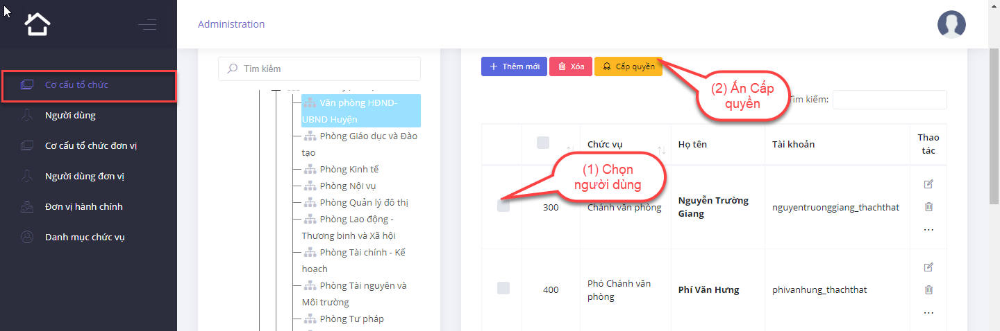 Administration
Cơ cấu tổ chức
Người dùng
Cơ cấu tổ chức đơn vị
Người dùng đơn vị
Đơn vị hành chính
Danh mục chức vụ
Tìm kiếm
Văn phòng HĐND-
UBND Huyện
Phòng Giáo dục và Đào
tạo
Phòng Kinh tế
Phòng Nội vụ
Phòng Quản lý đô thị
Phòng Lao động -
Thương binh và Xã hội
Phòng Tài chính - Kế
hoạch
Phòng Tài nguyên và
Môi trường
Phòng Tư pháp
Thêm mới
Xóa
Cấp quyền
(2) Ấn Cấp
quyền
Tìm kiếm:
Chức vụ
Họ tên
Tài khoản
Thao
tác
(1) Chọn
người dùng
300
Chánh văn phòng
Nguyễn Trường
Giang
nguyentruonggiang_thachthat
400
Phó Chánh văn
phòng
Phí Văn Hưng
phivanhung_thachthat